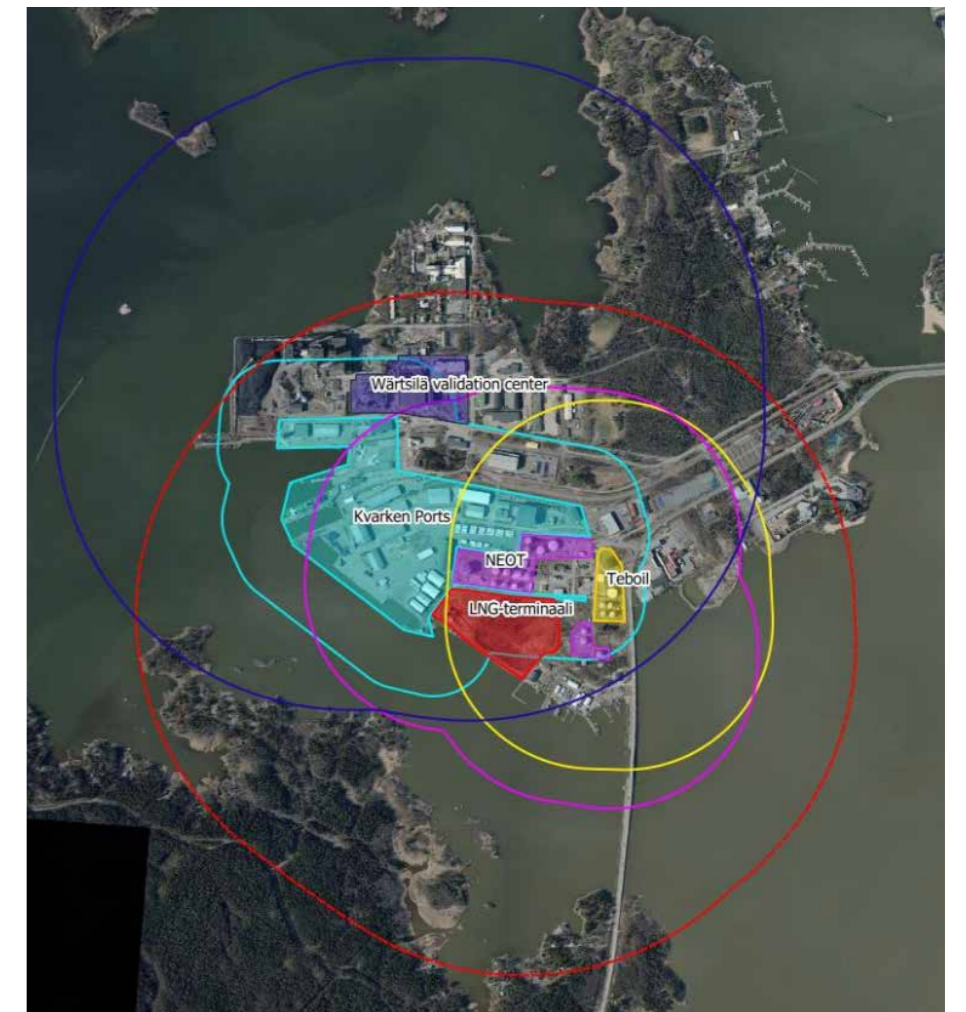 Wärtsilä validation center
Kvarken Ports
NEOT
Teboil
LNG-terminaali